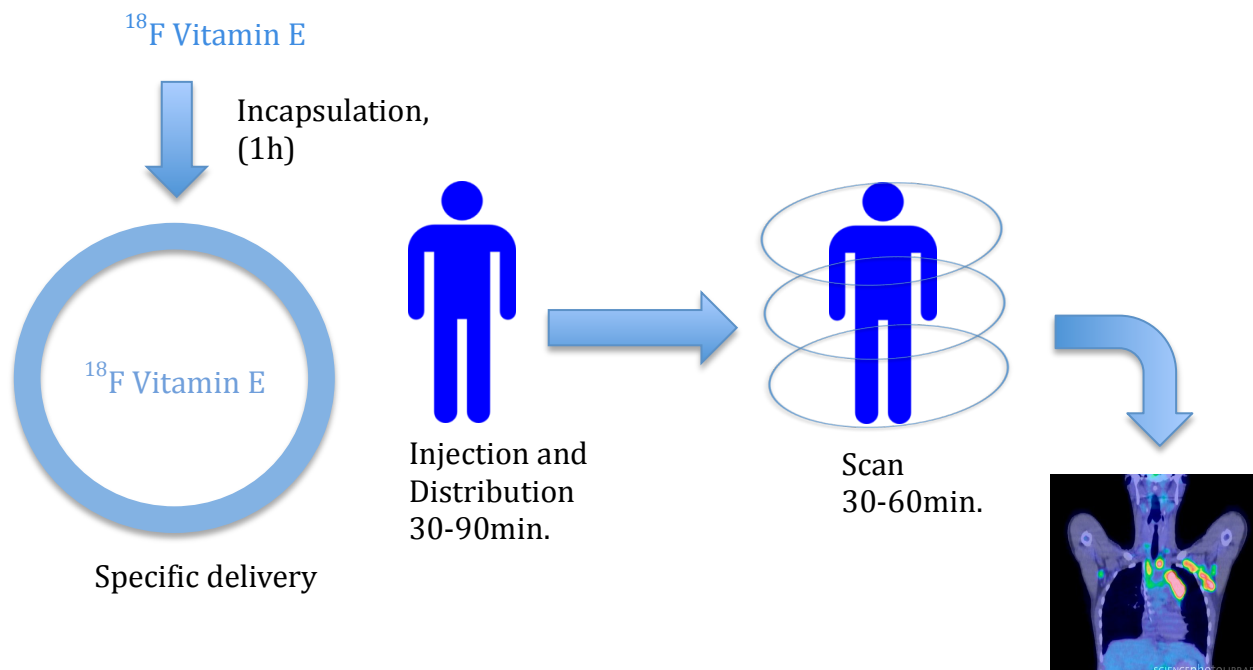 ¹⁸F Vitamin E
Incapsulation,
(1h)
¹⁸F Vitamin E
Specific delivery
Injection and
Distribution
30-90min.
Scan
30-60min.